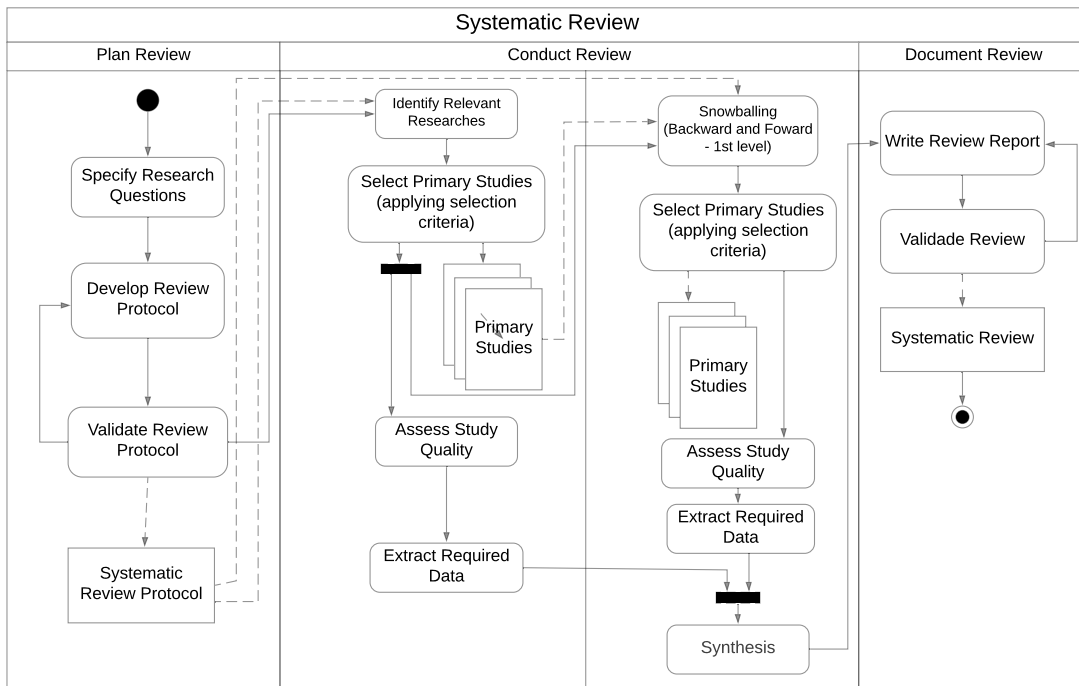 Systematic Review
Plan Review
Conduct Review
Document Review
Specify Research
Questions
Develop Review
Protocol
Validate Review
Protocol
Systematic
Review Protocol
Identify Relevant
Researches
Select Primary Studies
(applying selection
criteria)
Primary
Studies
Assess Study
Quality
Extract Required
Data
Snowballing
(Backward and Foward
- 1st level)
Select Primary Studies
(applying selection
criteria)
Primary
Studies
Assess Study
Quality
Extract Required
Data
Synthesis
Write Review Report
Validade Review
Systematic Review